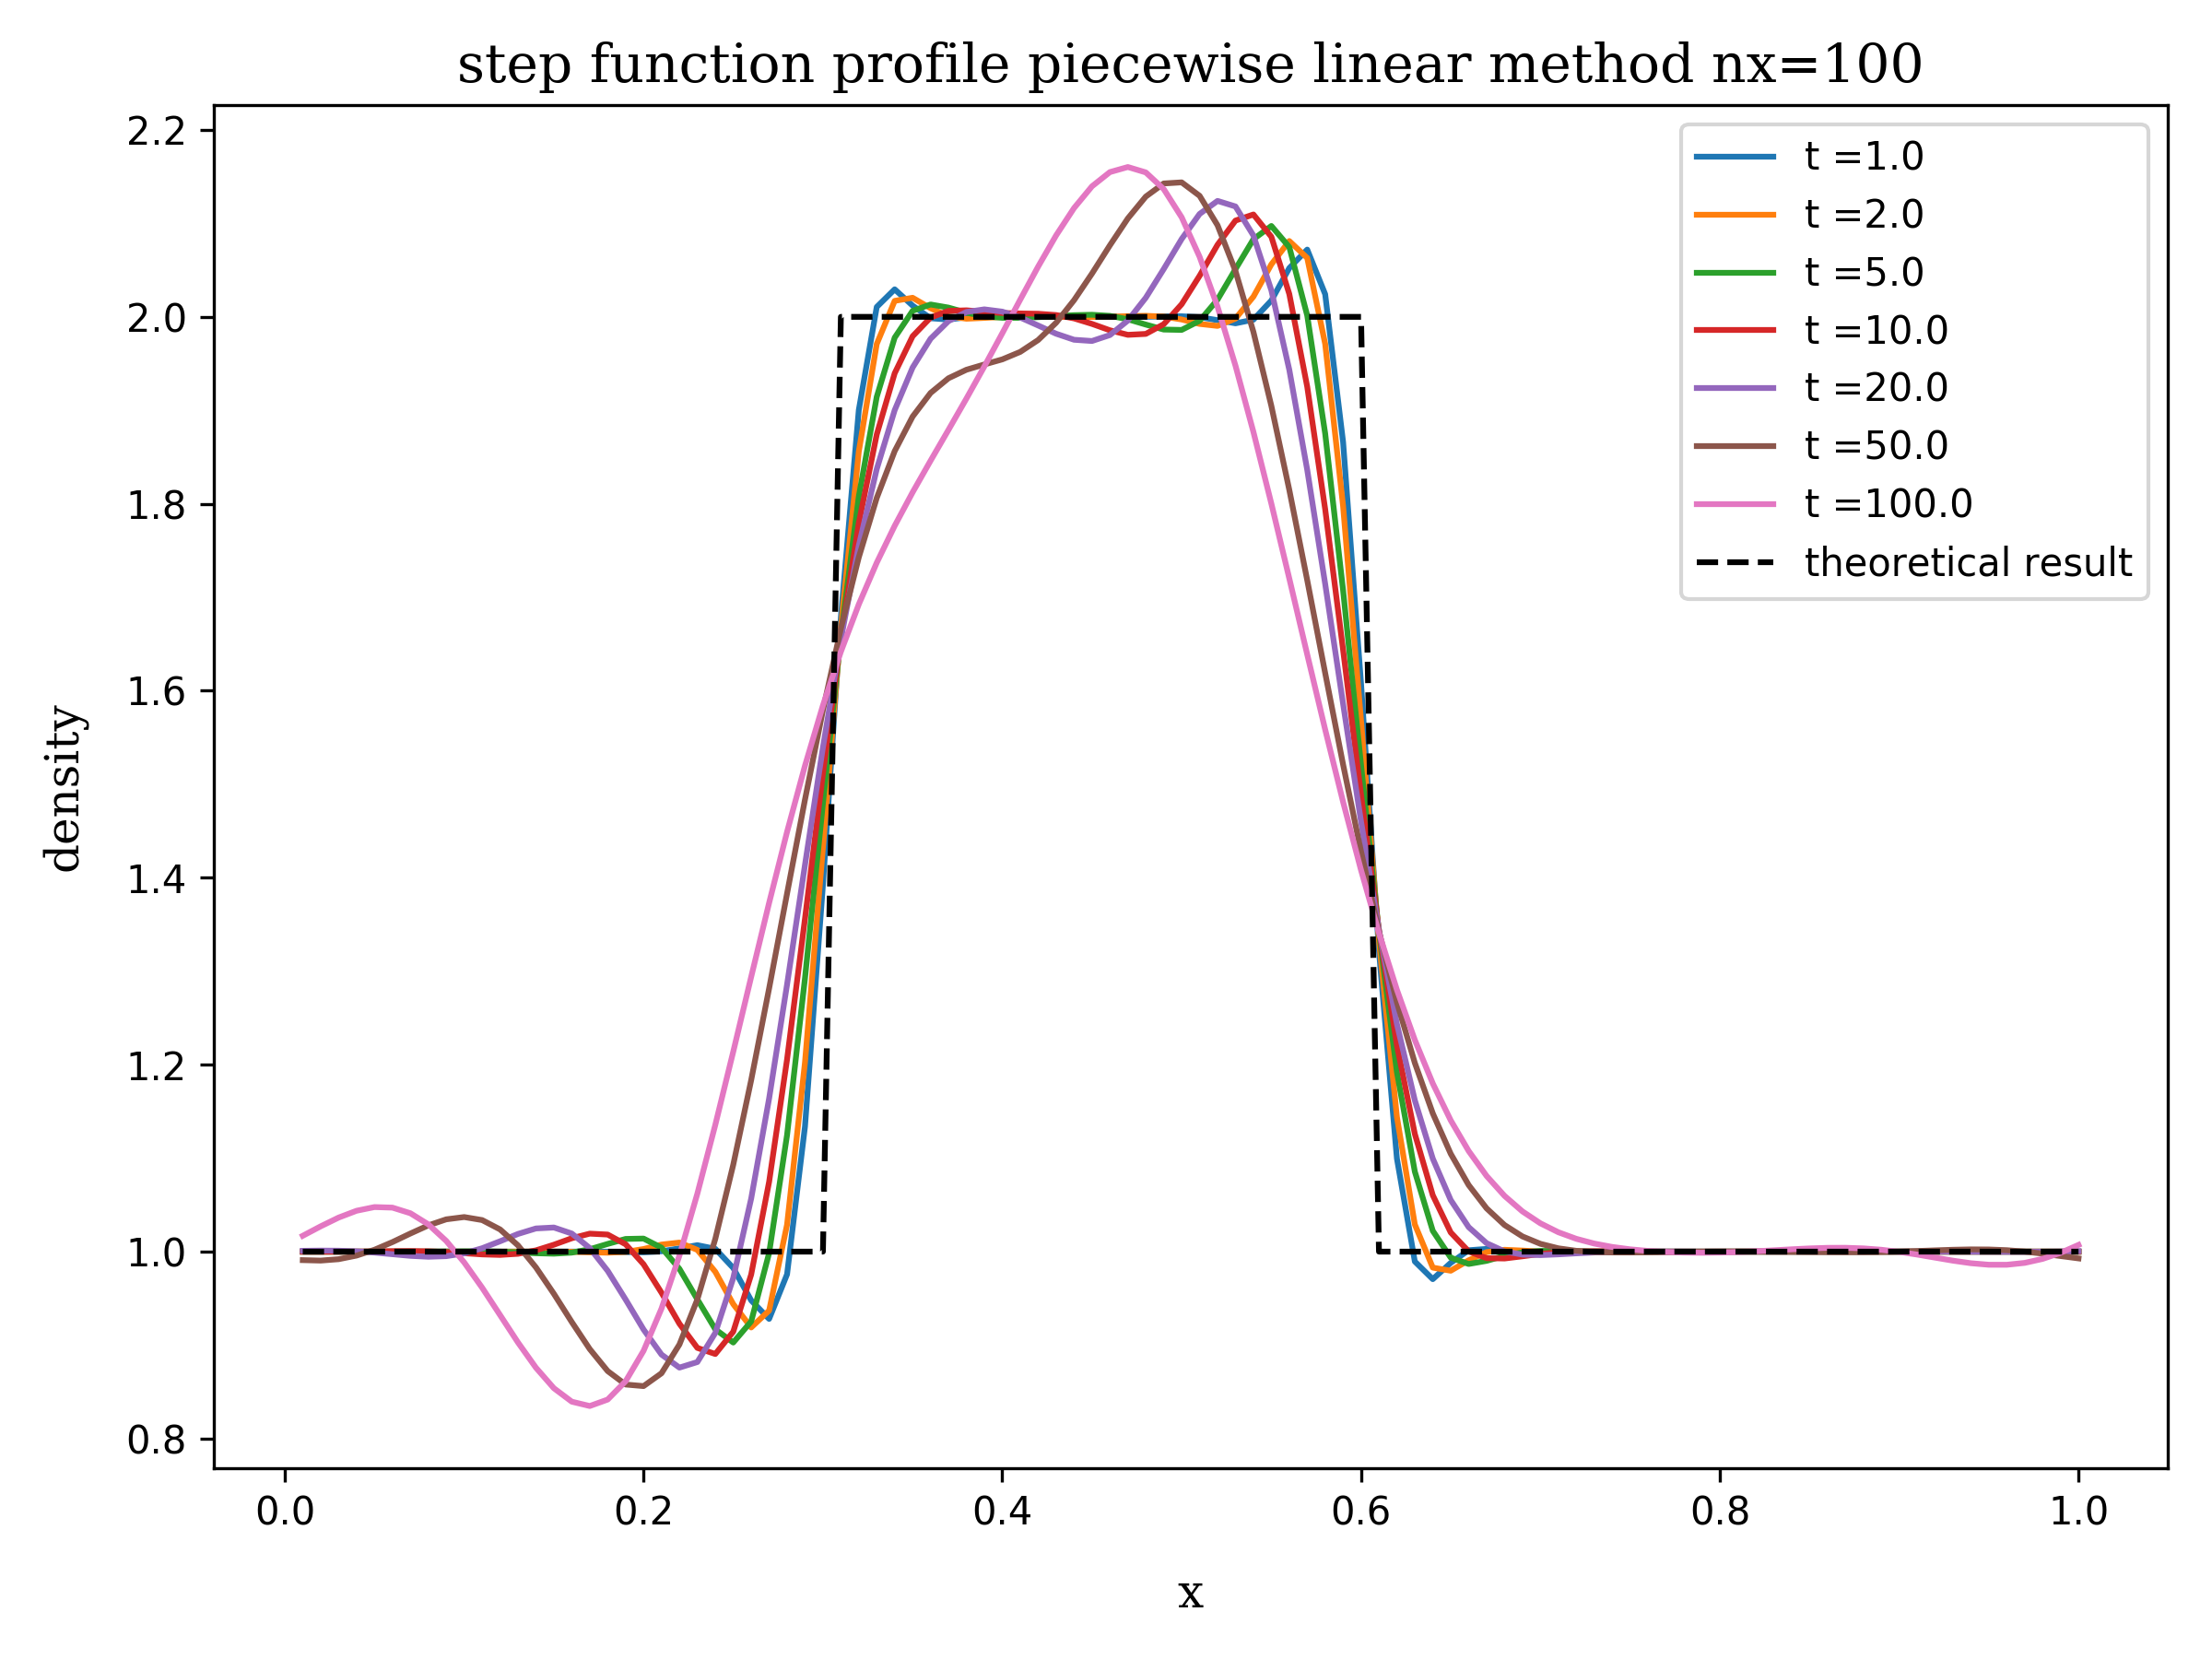 step function profile piecewise linear method nx=100
2.2
2.0
1.8
1.6
1.4
1.2
1.0
0.8
density
t =1.0
t =2.0
t =5.0
t =10.0
t =20.0
t =50.0
t =100.0
theoretical result
0.0 0.2 0.4 0.6 0.8 1.0
x